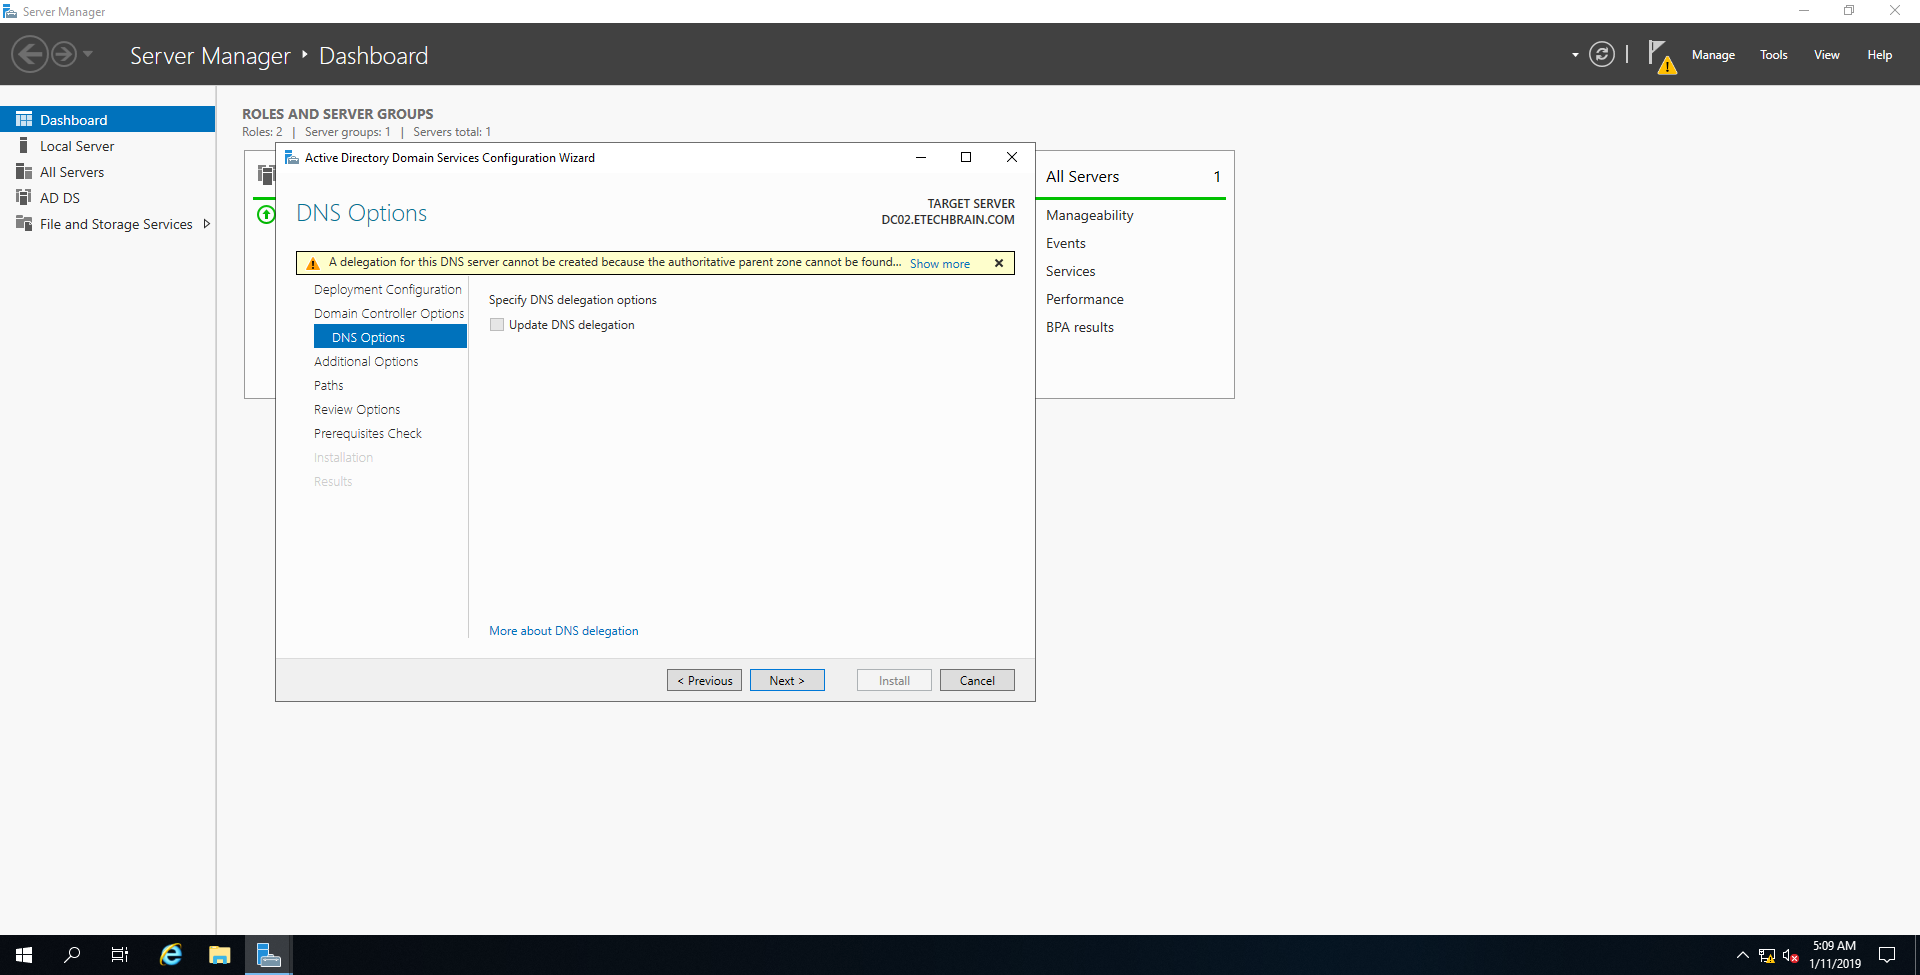 Server Manager
Server Manager ‣ Dashboard
Manage Tools View Help
Dashboard
Local Server
All Servers
AD DS
File and Storage Services
ROLES AND SERVER GROUPS
Roles: 2 | Server groups: 1 | Servers total: 1
Active Directory Domain Services Configuration Wizard
DNS Options
TARGET SERVER
DC02.ETECHBRAIN.COM
A delegation for this DNS server cannot be created because the authoritative parent zone cannot be found... Show more
Deployment Configuration
Domain Controller Options
DNS Options
Additional Options
Paths
Review Options
Prerequisites Check
Installation
Results
Specify DNS delegation options
Update DNS delegation
More about DNS delegation
< Previous Next > Install Cancel
All Servers 1
Manageability
Events
Services
Performance
BPA results
5:09 AM
1/11/2019